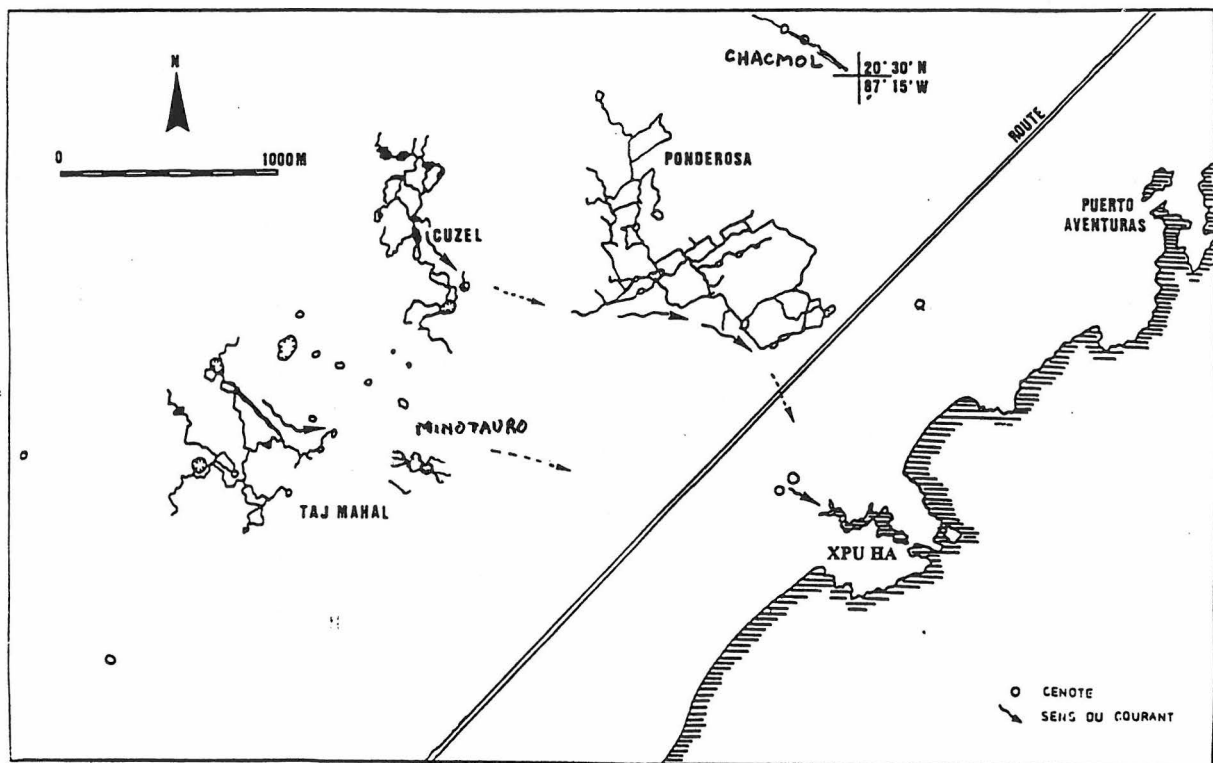 N
0 1000 M
CHACMOL
20° 30' N
87° 15' W
ROUTE
PONDEROSA
PUERTO
AVENTURAS
CUZEL
MINOTAURO
TAJ MAHAL
XPU HA
CENOTE
SENS DU COURANT